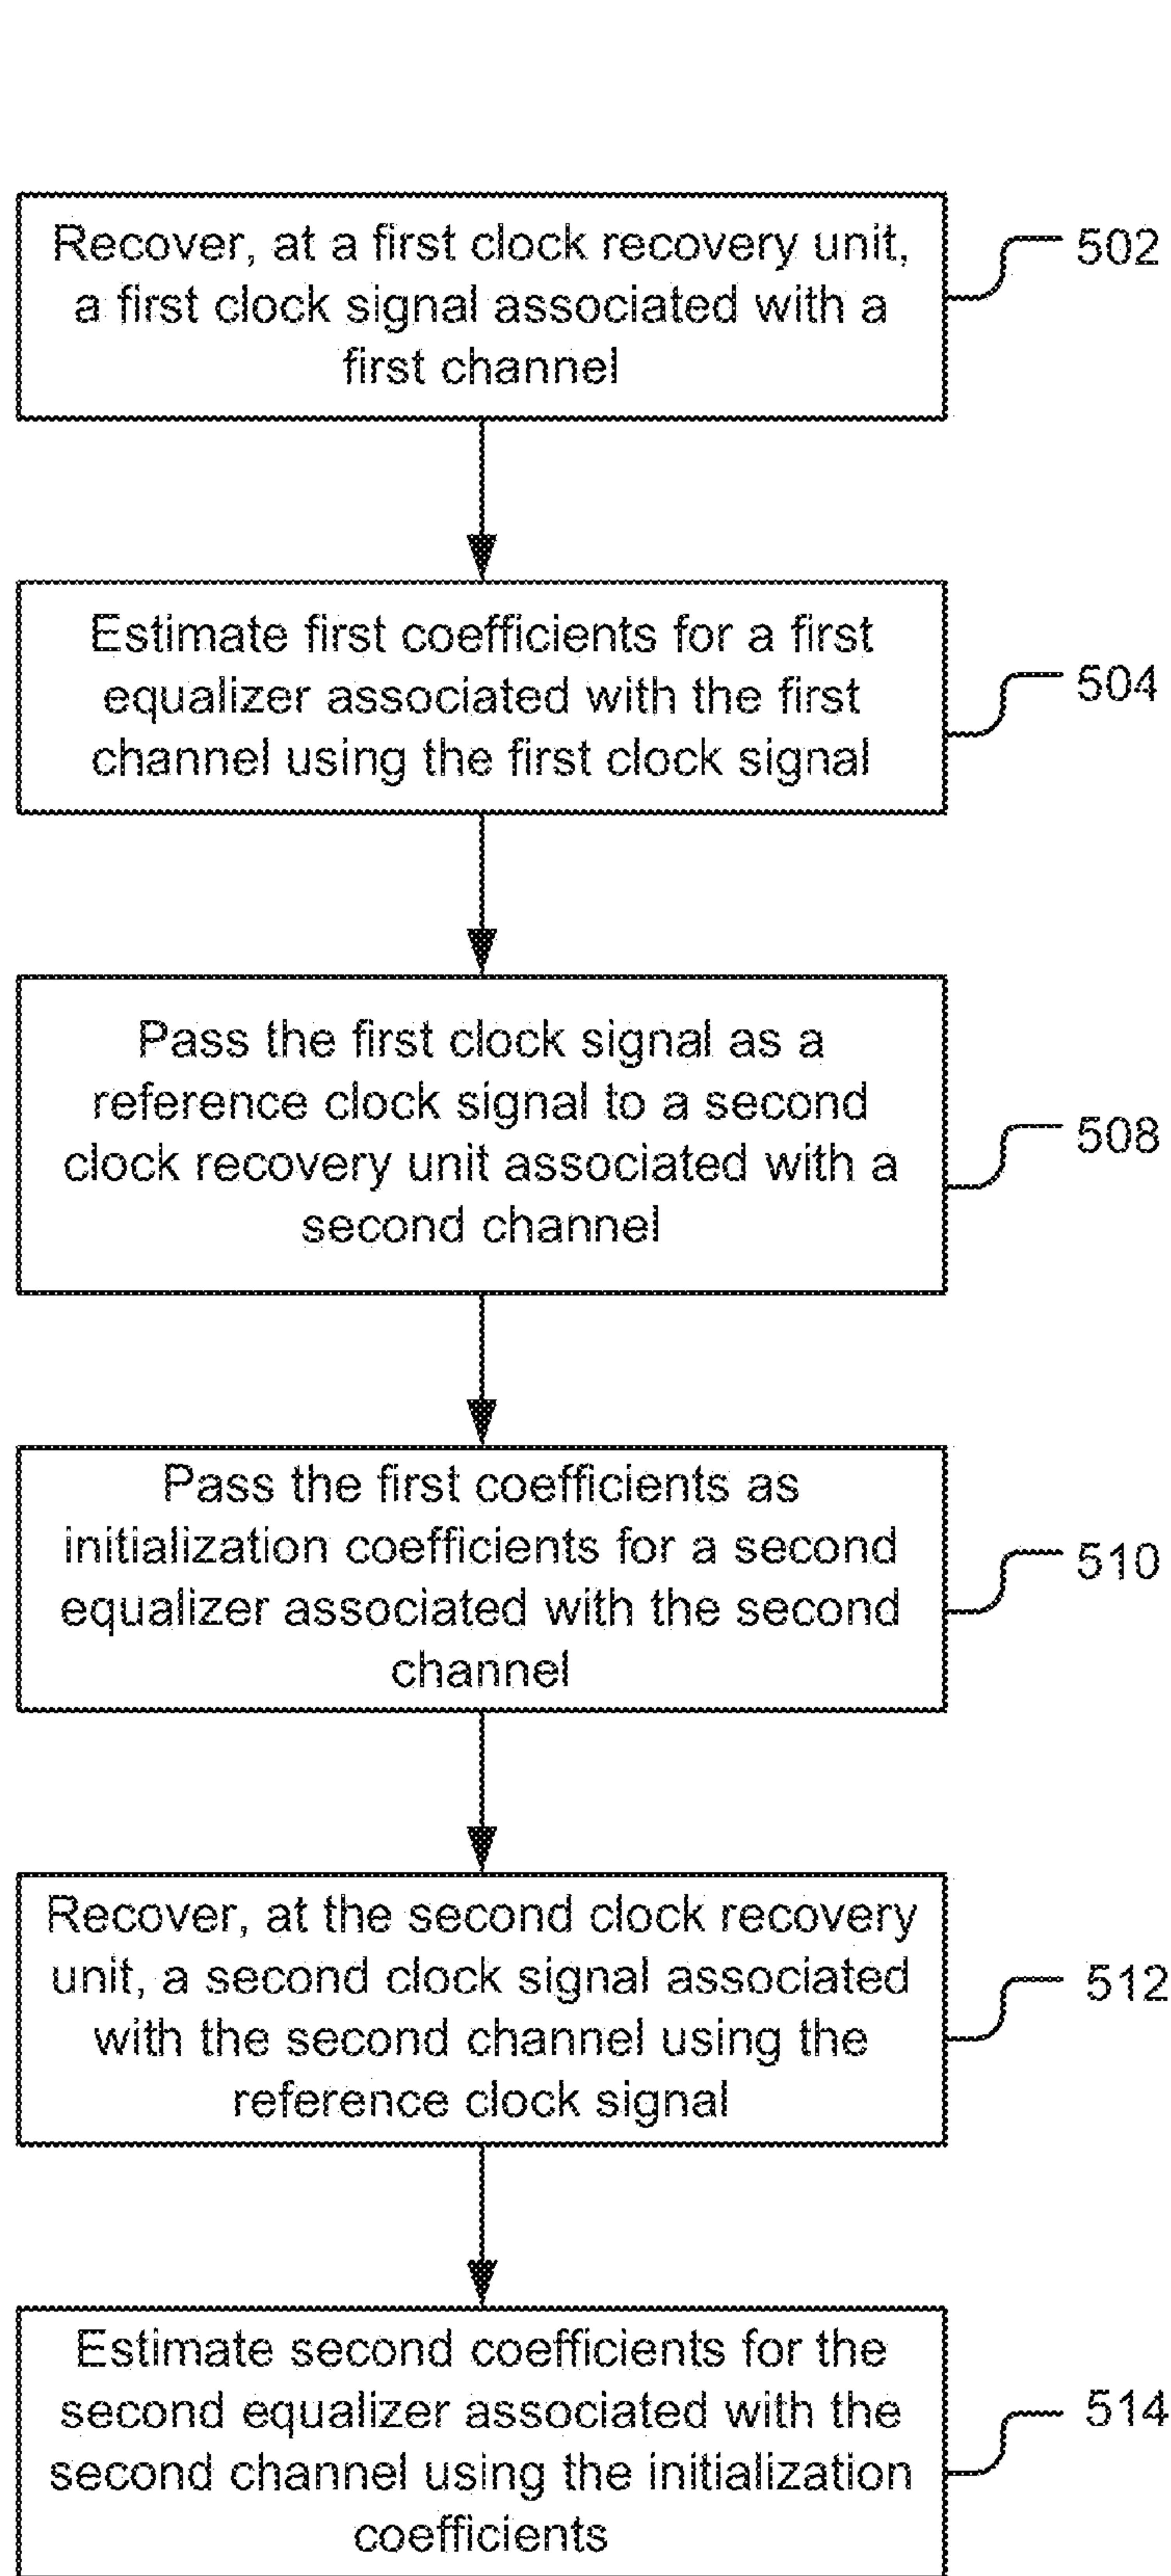 Recover, at a first clock recovery unit,
a first clock signal associated with a
first channel
502
Estimate first coefficients for a first
equalizer associated with the first
channel using the first clock signal
504
Pass the first clock signal as a
reference clock signal to a second
clock recovery unit associated with a
second channel
508
Pass the first coefficients as
initialization coefficients for a second
equalizer associated with the second
channel
510
Recover, at the second clock recovery
unit, a second clock signal associated
with the second channel using the
reference clock signal
512
Estimate second coefficients for the
second equalizer associated with the
second channel using the initialization
coefficients
514